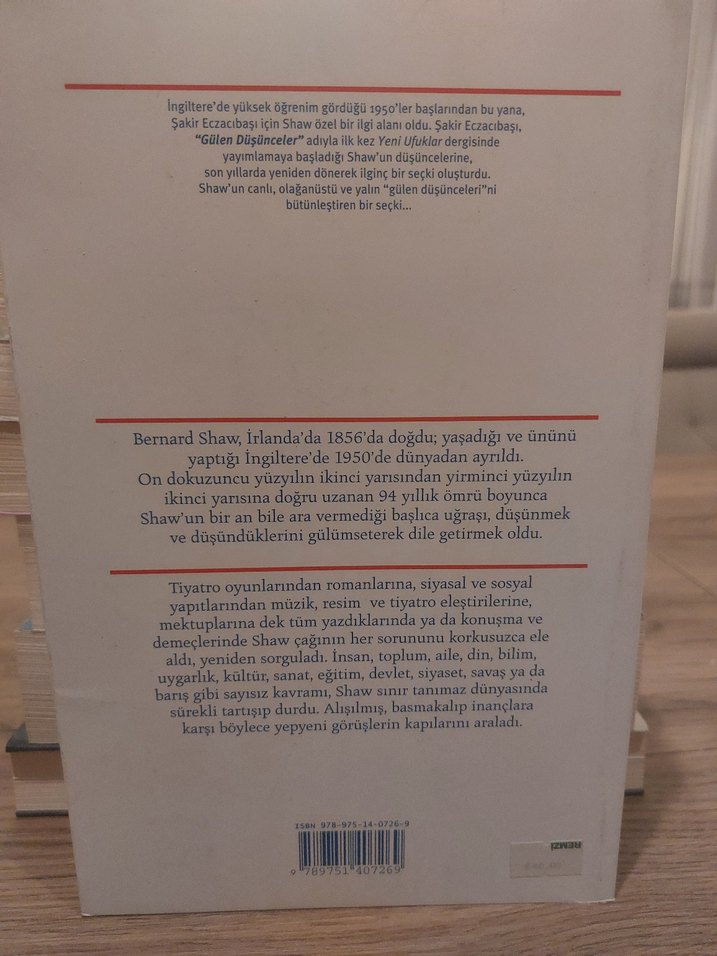 İngiltere'de yüksek öğrenim gördüğü 1950'ler başlarından bu yana,
Şakir Eczacıbaşı için Shaw özel bir ilgi alanı oldu. Şakir Eczacıbaşı,
"Gülen Düşünceler" adıyla ilk kez Yeni Ufuklar dergisinde
yayımlamaya başladığı Shaw'un düşüncelerine,
son yıllarda yeniden dönerek ilginç bir seçki oluşturdu.
Shaw'un canlı, olağanüstü ve yalın "gülen düşünceleri"ni
bütünleştiren bir seçki...
Bernard Shaw, İrlanda'da 1856'da doğdu; yaşadığı ve ününü
yaptığı İngiltere'de 1950'de dünyadan ayrıldı.
On dokuzuncu yüzyılın ikinci yarısından yirminci yüzyılın
ikinci yarısına doğru uzanan 94 yıllık ömrü boyunca
Shaw'un bir an bile ara vermediği başlıca uğraşı, düşünmek
ve düşündüklerini gülümseterek dile getirmek oldu.
Tiyatro oyunlarından romanlarına, siyasal ve sosyal
yapıtlarından müzik, resim ve tiyatro eleştirilerine,
mektuplarına dek tüm yazdıklarında ya da konuşma ve
demeçlerinde Shaw çağının her sorununu korkusuzca ele
aldı, yeniden sorguladı. İnsan, toplum, aile, din, bilim,
uygarlık, kültür, sanat, eğitim, devlet, siyaset, savaş ya da
barış gibi sayısız kavramı, Shaw sınır tanımaz dünyasında
sürekli tartışıp durdu. Alışılmış, basmakalıp inançlara
karşı böylece yepyeni görüşlerin kapılarını araladı.
ISBN 978-975-14-0726-9
9 789751 407269
REMZİ